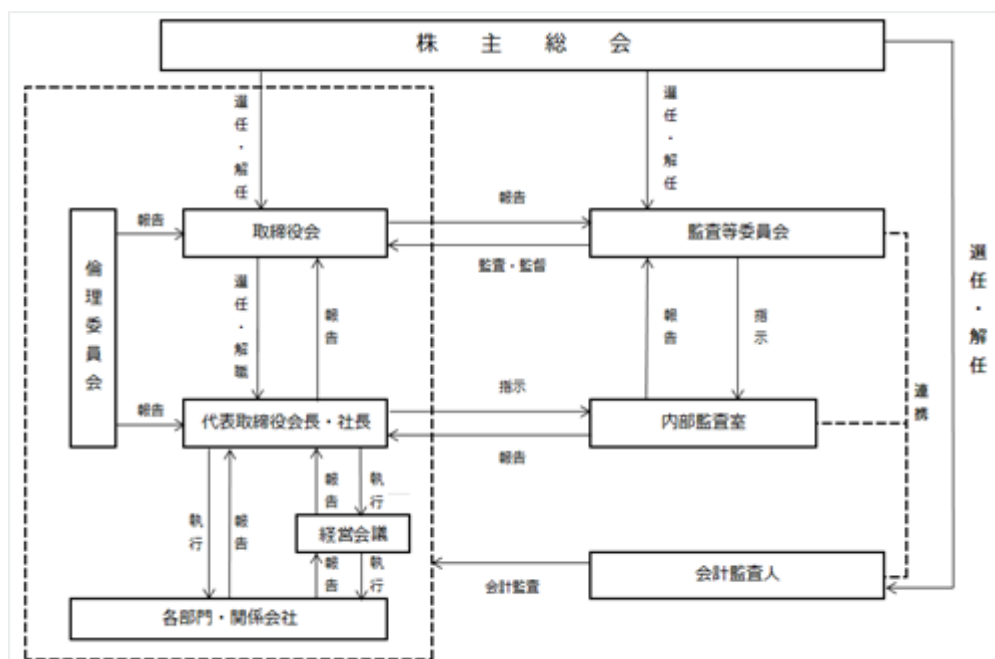 株主総会
選任・解任
選任・解任
報告
取締役会
報告
監査等委員会
監査・監督
倫理委員会
選任・解職
報告
報告
指示
選任・解任
報告
代表取締役会長・社長
指示
内部監査室
連携
報告
報告
執行
執行
報告
経営会議
報告
執行
会計監査
会計監査人
各部門・関係会社